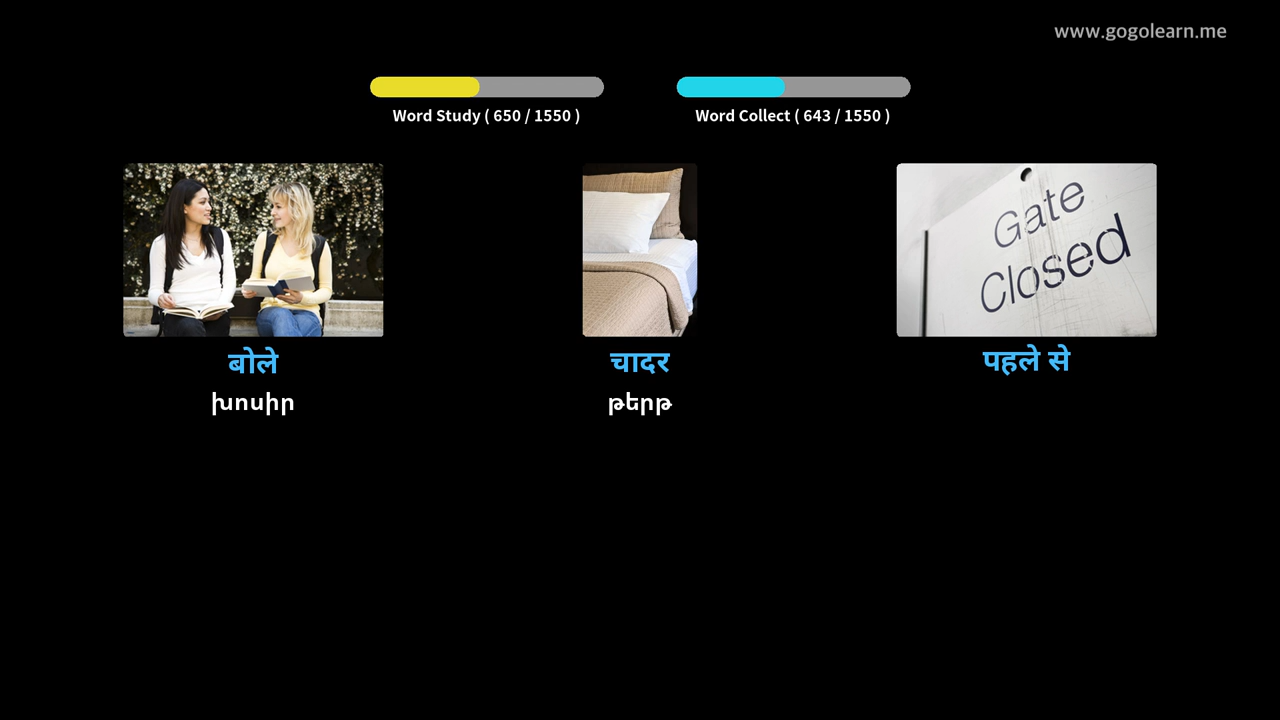 www.gogolearn.me
Word Study ( 650 / 1550 )
Word Collect ( 643 / 1550 )
Gate
Closed
बोले
चादर
पहले से
խոսիր
թերթ